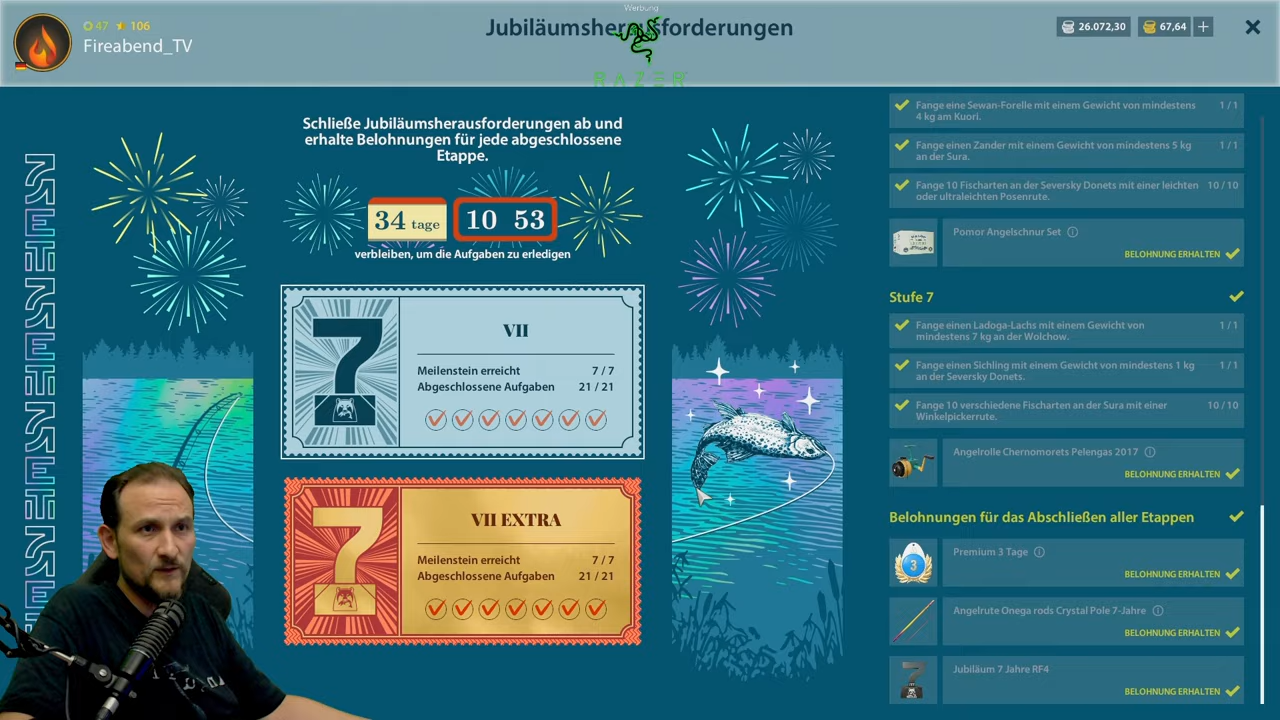 Werbung
47 106
Fireabend_TV
Jubiläumsherausforderungen
RAZER
26.072,30
67,64
Schließe Jubiläumsherausforderungen ab und
erhalte Belohnungen für jede abgeschlossene
Etappe.
34 tage
10 53
verbleiben, um die Aufgaben zu erledigen
7
VII
Meilenstein erreicht 7 / 7
Abgeschlossene Aufgaben 21 / 21
7
VII EXTRA
Meilenstein erreicht 7 / 7
Abgeschlossene Aufgaben 21 / 21
Fange eine Sewan-Forelle mit einem Gewicht von mindestens 1 / 1
4 kg am Kuori.
Fange einen Zander mit einem Gewicht von mindestens 5 kg 1 / 1
an der Sura.
Fange 10 Fischarten an der Seversky Donets mit einer leichten 10 / 10
oder ultraleichten Posenrute.
Pomor Angelschnur Set
BELOHNUNG ERHALTEN
Stufe 7
Fange einen Ladoga-Lachs mit einem Gewicht von 1 / 1
mindestens 7 kg an der Wolchow.
Fange einen Sichling mit einem Gewicht von mindestens 1 kg 1 / 1
an der Seversky Donets.
Fange 10 verschiedene Fischarten an der Sura mit einer 10 / 10
Winkelpickerrute.
Angelrolle Chernomorets Pelengas 2017
BELOHNUNG ERHALTEN
Belohnungen für das Abschließen aller Etappen
3
Premium 3 Tage
BELOHNUNG ERHALTEN
Angelrute Onega rods Crystal Pole 7-Jahre
BELOHNUNG ERHALTEN
7
Jubiläum 7 Jahre RF4
BELOHNUNG ERHALTEN